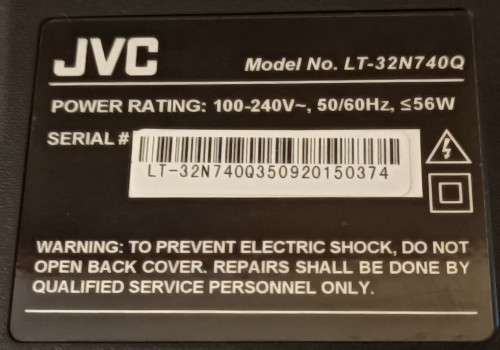 JVC
Model No. LT-32N740Q
POWER RATING: 100-240V~, 50/60Hz, ≤56W
SERIAL #
LT-32N740Q350920150374
WARNING: TO PREVENT ELECTRIC SHOCK, DO NOT
OPEN BACK COVER. REPAIRS SHALL BE DONE BY
QUALIFIED SERVICE PERSONNEL ONLY.